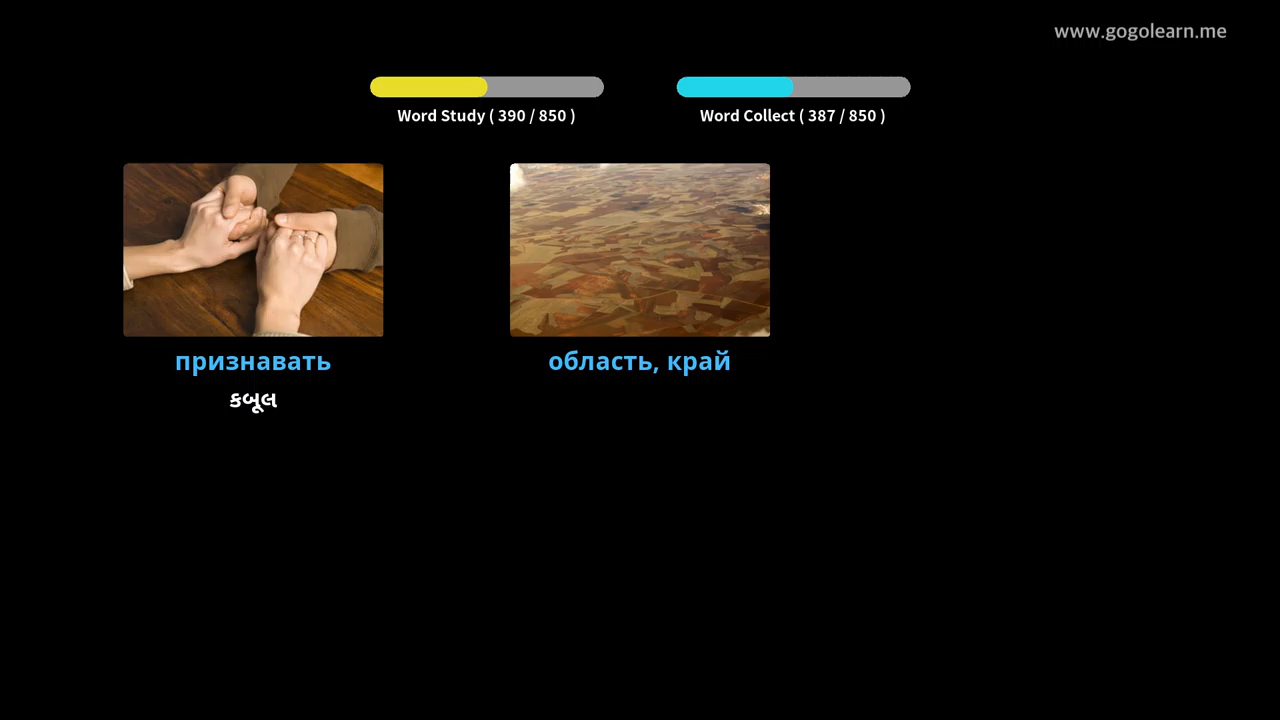 www.gogolearn.me
Word Study ( 390 / 850 )
Word Collect ( 387 / 850 )
признавать
કબૂલ
область, край